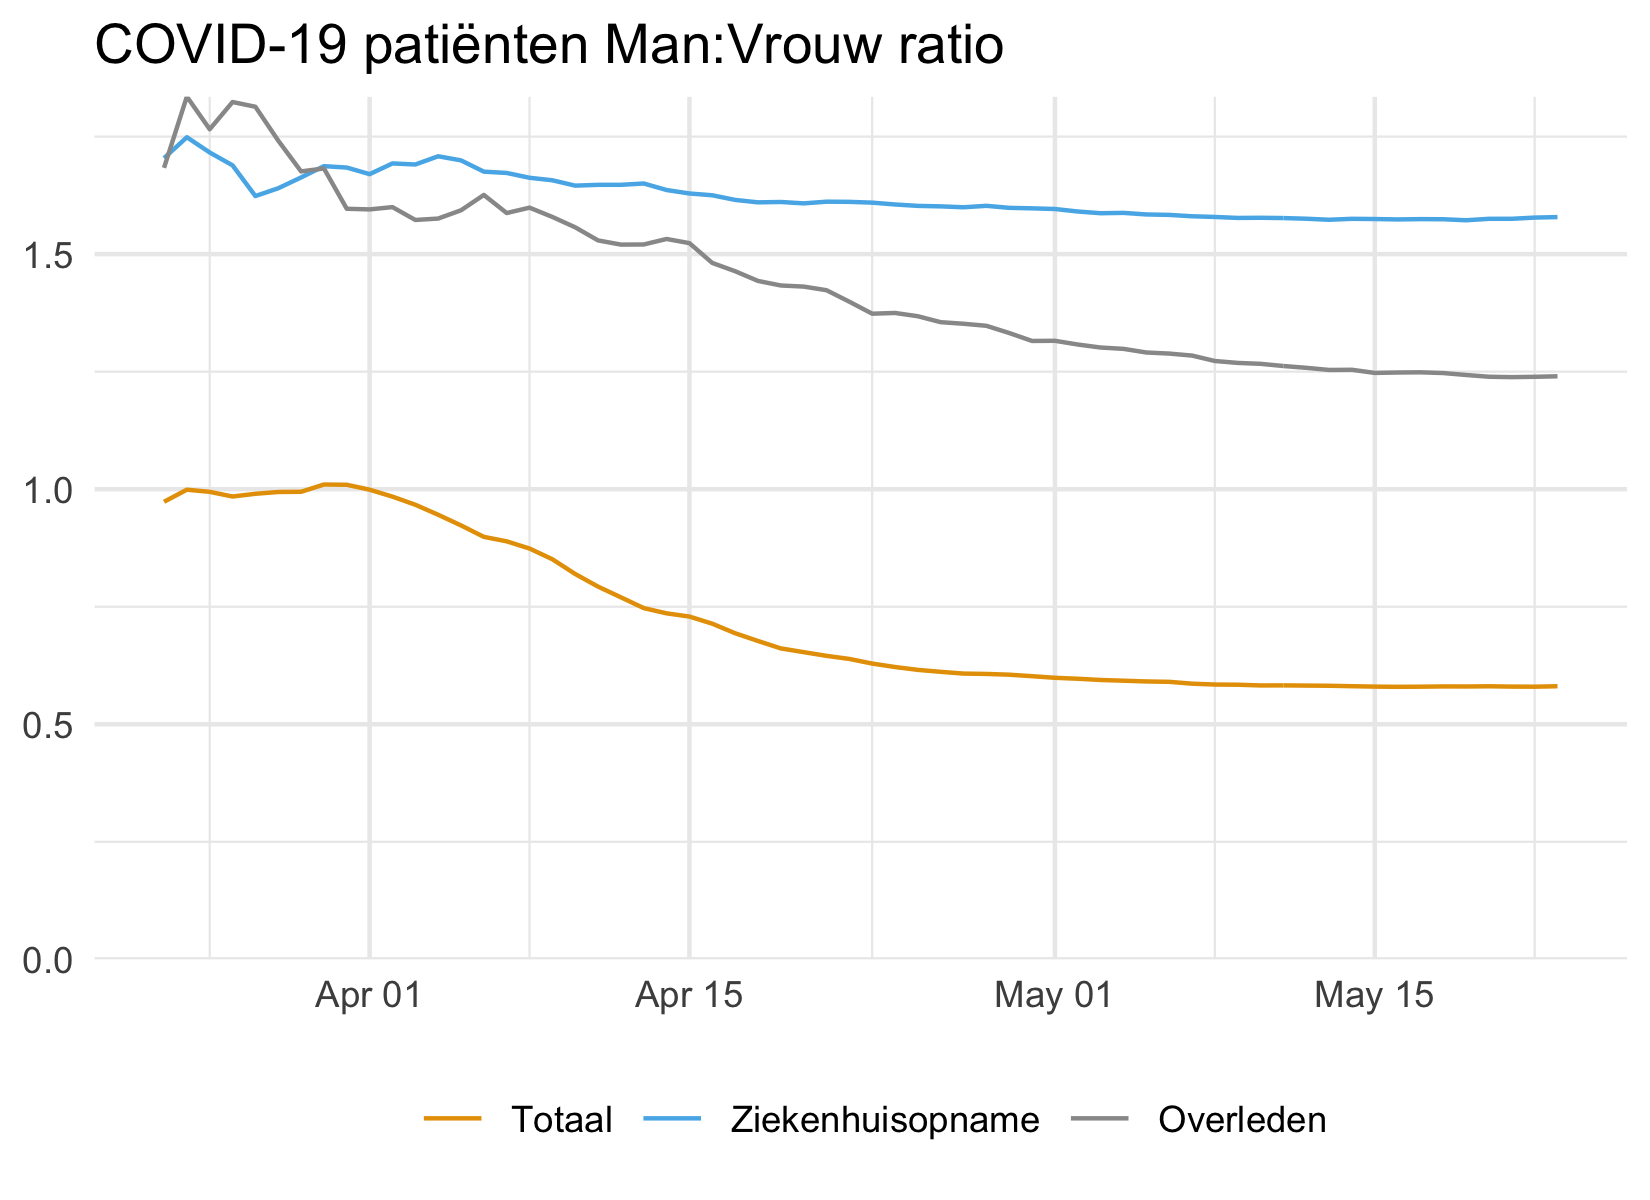 COVID-19 patiënten Man:Vrouw ratio
1.5
1.0
0.5
0.0
Apr 01 Apr 15 May 01 May 15
Totaal Ziekenhuisopname Overleden